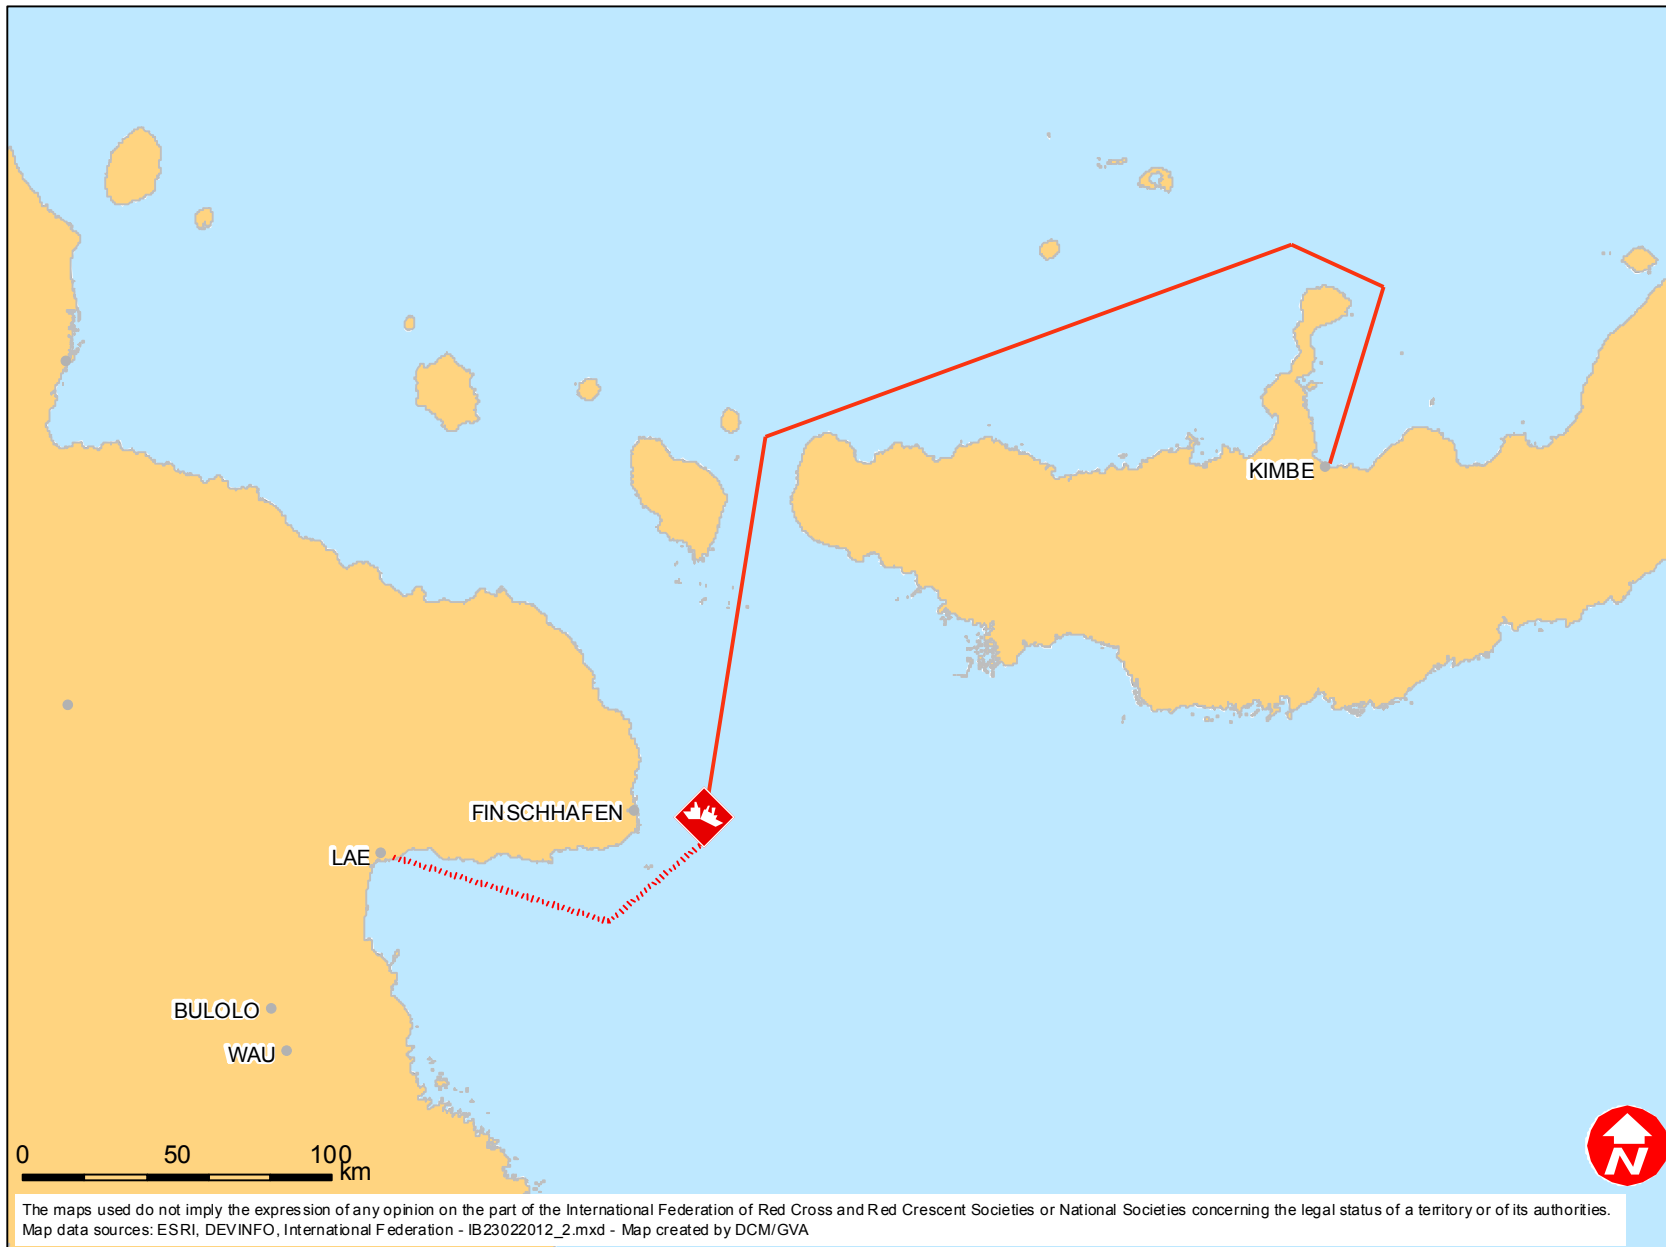 KIMBE
FINSCHHAFEN
LAE
BULOLO
WAU
0 50 100
km
N
The maps used do not imply the expression of any opinion on the part of the International Federation of Red Cross and Red Crescent Societies or National Societies concerning the legal status of a territory or of its authorities.
Map data sources: ESRI, DEVINFO, International Federation - IB23022012_2.mxd - Map created by DCM/GVA